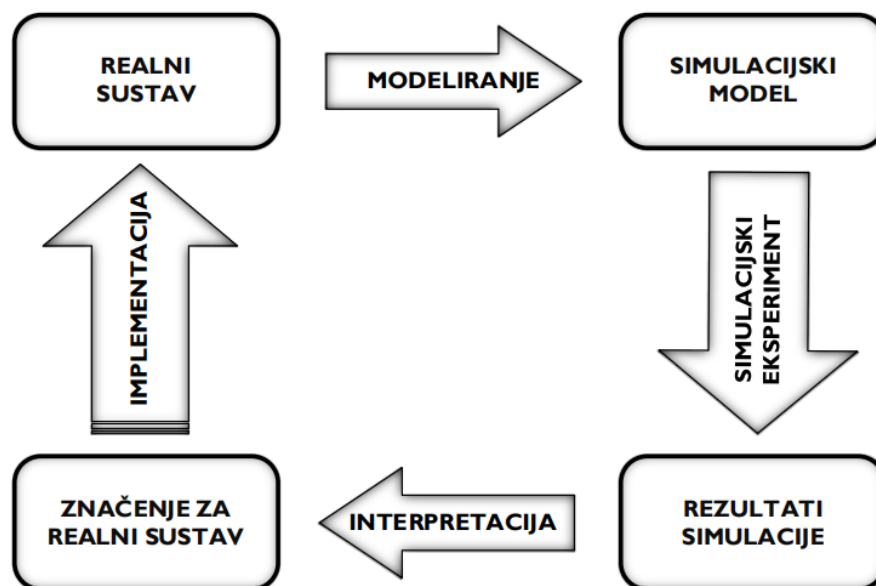 REALNI
SUSTAV
MODELIRANJE
SIMULACIJSKI
MODEL
IMPLEMENTACIJA
SIMULACIJSKI
EKSPERIMENT
ZNAČENJE ZA
REALNI SUSTAV
INTERPRETACIJA
REZULTATI
SIMULACIJE